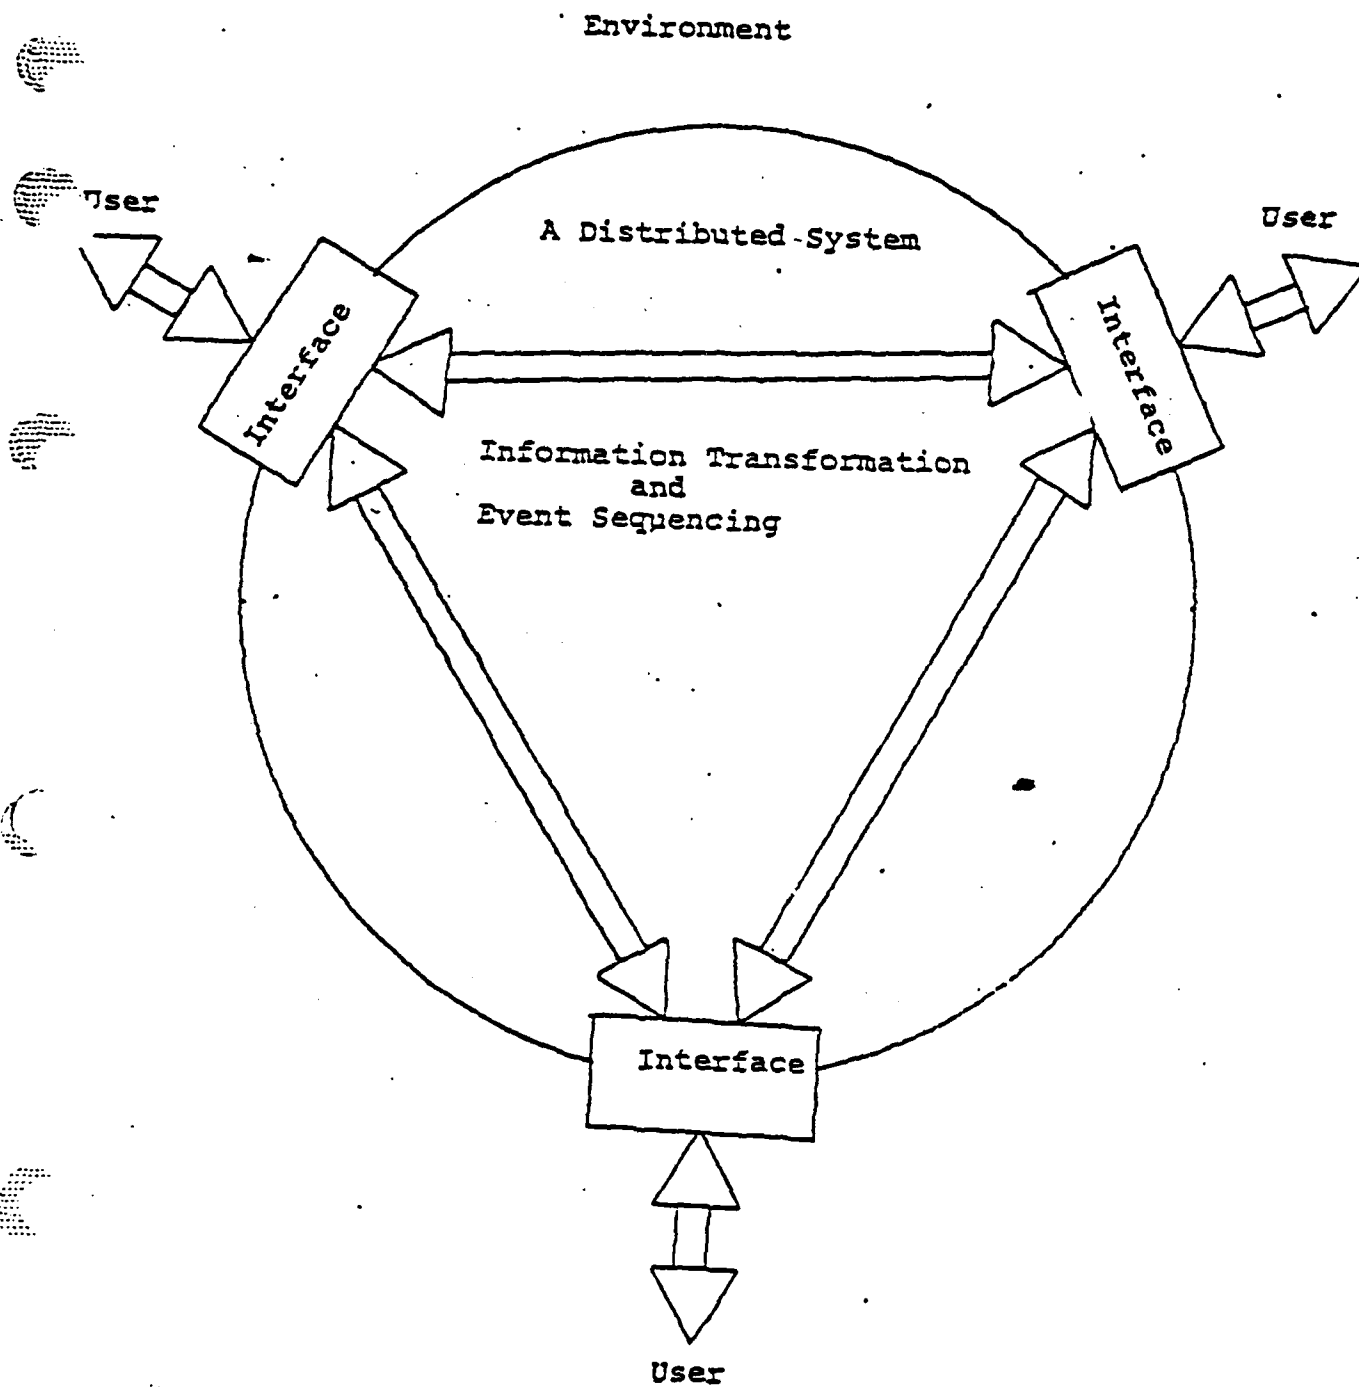 Environment
User
User
A Distributed System
Interface
Interface
Information Transformation
and
Event Sequencing
Interface
User